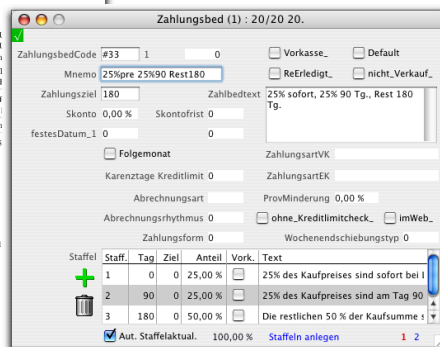 Zahlungsbed (1) : 20/20 20.
ZahlungsbedCode #33 1 0 Vorkasse_ Default
Mnemo 25%pre 25%90 Rest180 ReErledigt_ nicht_Verkauf_
Zahlungsziel 180 Zahlbedtext 25% sofort, 25% 90 Tg., Rest 180
Tg.
Skonto 0,00 % Skontofrist 0
festesDatum_1 0 0
Folgemonat ZahlungsartVK
Karenztage Kreditlimit 0 ZahlungsartEK
Abrechnungsart ProvMinderung 0,00 %
Abrechnungsrhythmus 0 ohne_Kreditlimitcheck_ imWeb_
Zahlungsform 0 Wochenendschiebungstyp 0
Staffel Staff. Tag Ziel Anteil Vork. Text
1 0 0 25,00 % 25% des Kaufpreises sind sofort bei
2 90 0 25,00 % 25% des Kaufpreises sind am Tag 90
3 180 0 50,00 % Die restlichen 50 % der Kaufsumme
Aut. Staffelaktual. 100,00 % Staffeln anlegen 1 2